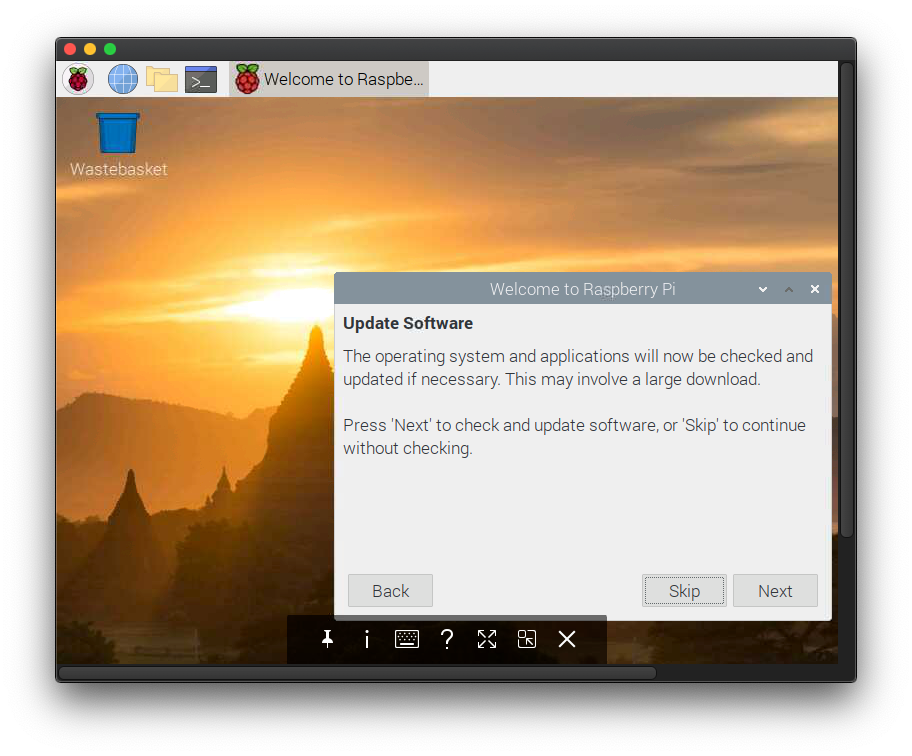 Welcome to Raspbe...
Wastebasket
Welcome to Raspberry Pi
Update Software
The operating system and applications will now be checked and
updated if necessary. This may involve a large download.
Press 'Next' to check and update software, or 'Skip' to continue
without checking.
Back
Skip
Next